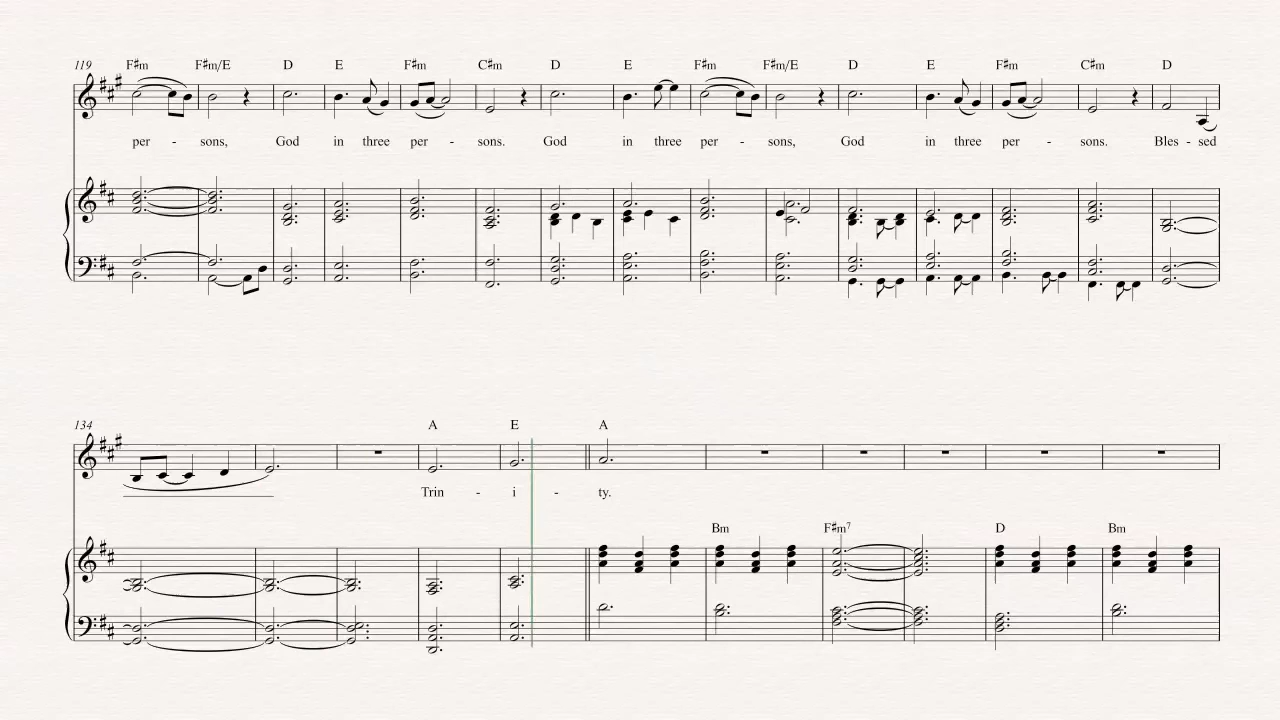 119 F♯m F♯m/E D E F♯m C♯m D E F♯m F♯m/E D E F♯m C♯m D
per - sons, God in three per - sons. God in three per - sons, God in three per - sons. Bles - sed
134 A E A
Trin - i - ty.
Bm F♯m7 D Bm